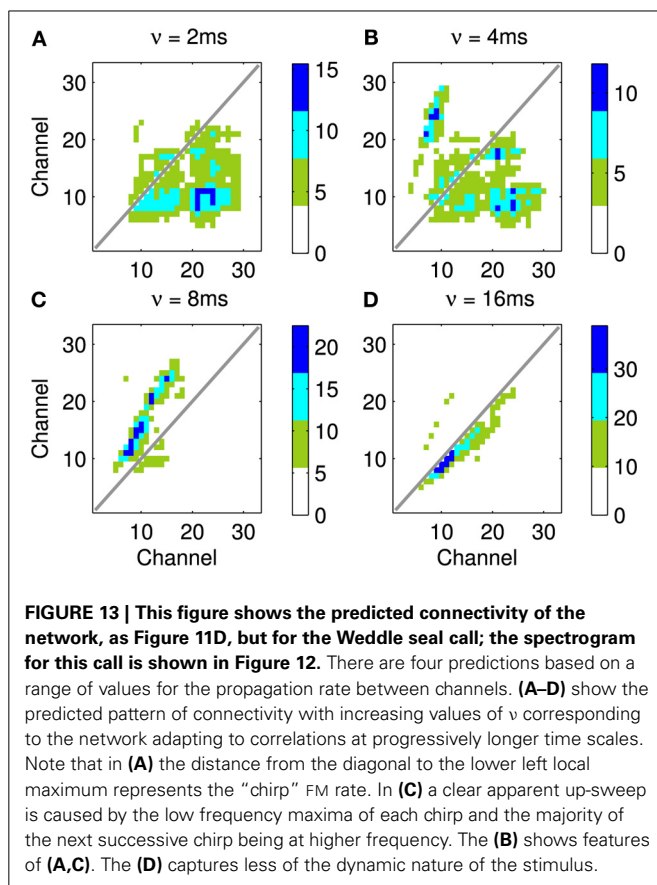 A
ν = 2ms
B
ν = 4ms
30
20
10
Channel
10 20 30
15
10
5
0
30
20
10
10 20 30
10
5
0
C
ν = 8ms
D
ν = 16ms
30
20
10
Channel
10 20 30
Channel
20
15
10
5
0
30
20
10
10 20 30
Channel
30
20
10
0
FIGURE 13 | This figure shows the predicted connectivity of the
network, as Figure 11D, but for the Weddle seal call; the spectrogram
for this call is shown in Figure 12. There are four predictions based on a
range of values for the propagation rate between channels. (A–D) show the
predicted pattern of connectivity with increasing values of ν corresponding
to the network adapting to correlations at progressively longer time scales.
Note that in (A) the distance from the diagonal to the lower left local
maximum represents the “chirp” FM rate. In (C) a clear apparent up-sweep
is caused by the low frequency maxima of each chirp and the majority of
the next successive chirp being at higher frequency. The (B) shows features
of (A,C). The (D) captures less of the dynamic nature of the stimulus.